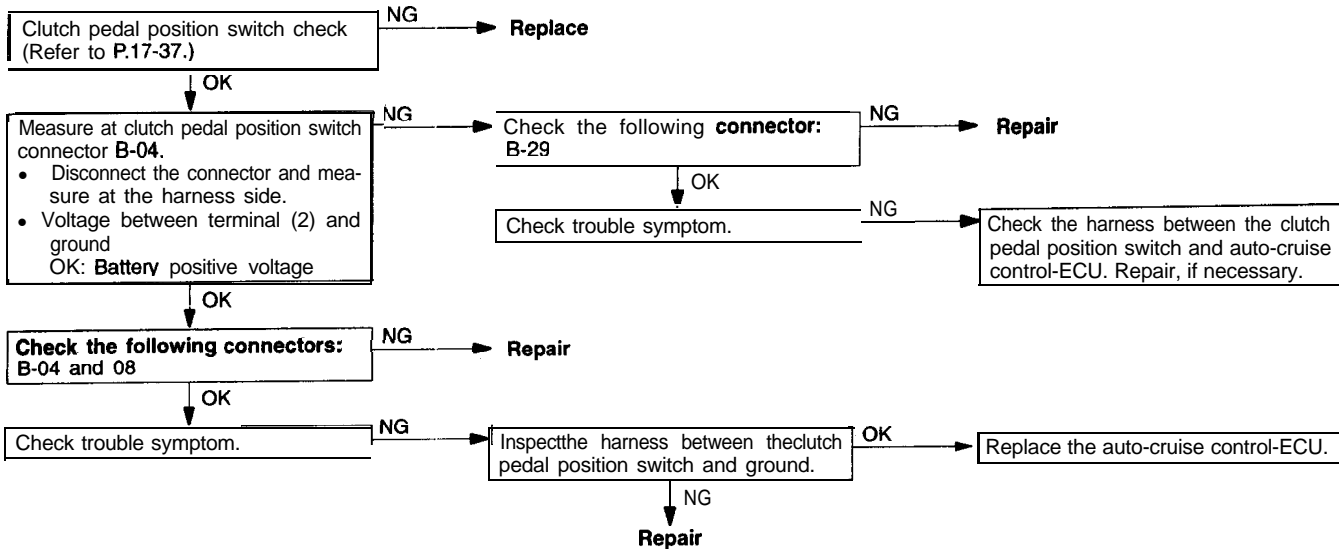 Clutch pedal position switch check
(Refer to P.17-37.)
NG
Replace
OK
Measure at clutch pedal position switch
connector B-04.
• Disconnect the connector and mea-
sure at the harness side.
• Voltage between terminal (2) and
ground
OK: Battery positive voltage
NG
Check the following connector:
B-29
NG
Repair
OK
Check trouble symptom.
NG
Check the harness between the clutch
pedal position switch and auto-cruise
control-ECU. Repair, if necessary.
OK
Check the following connectors:
B-04 and 08
NG
Repair
OK
Check trouble symptom.
NG
Inspectthe harness between theclutch
pedal position switch and ground.
OK
Replace the auto-cruise control-ECU.
NG
Repair